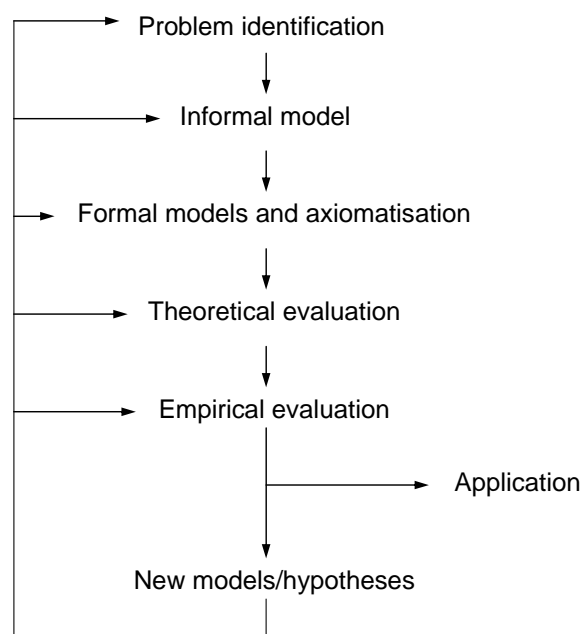 Problem identification
Informal model
Formal models and axiomatisation
Theoretical evaluation
Empirical evaluation
Application
New models/hypotheses